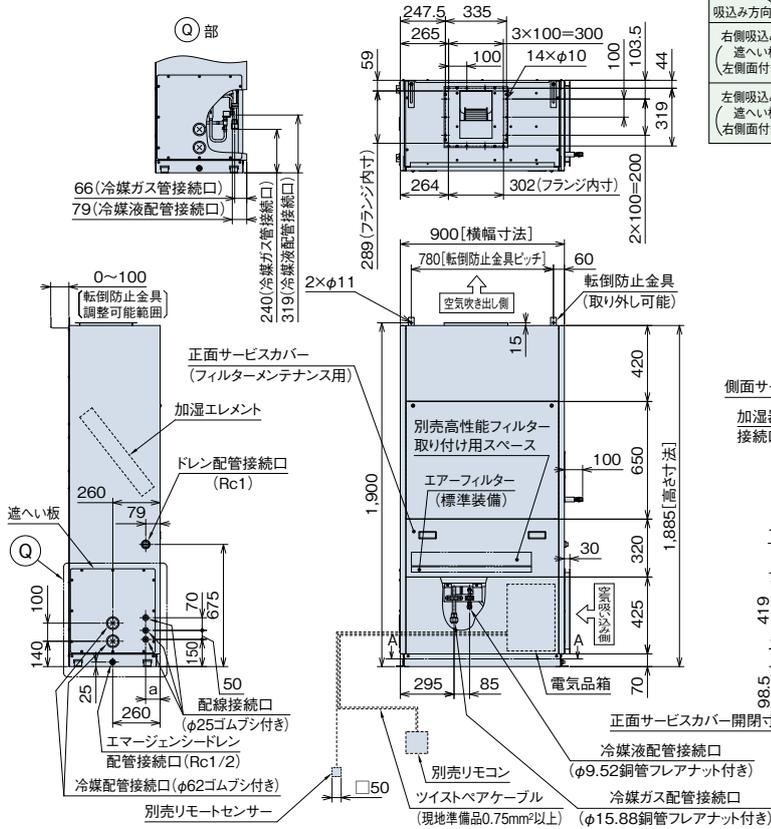 Ⓠ部
66(冷媒ガス管接続口)
79(冷媒液配管接続口)
240(冷媒ガス管接続口)
319(冷媒液配管接続口)
247.5
335
265
3×100=300
100
14×φ10
59
289(フランジ内寸)
264
302(フランジ内寸)
100
103.5
44
319
2×100=200
吸込み方向
右側吸込み
遮へい板
左側面付
左側吸込み
遮へい板
右側面付
0~100
転倒防止金具
調整可能範囲
正面サービスカバー
(フィルターメンテナンス用)
加湿エレメント
ドレン配管接続口
(Rc1)
260
79
遮へい板
Ⓠ
100
140
25
260
a
70
150
675
50
配線接続口
(φ25ゴムブシ付き)
エマージェンシードレン
配管接続口(Rc1/2)
冷媒配管接続口(φ62ゴムブシ付き)
別売リモートセンサー
900[横幅寸法]
780[転倒防止金具ピッチ]
60
2×φ11
空気吹き出し側
転倒防止金具
(取り外し可能)
15
420
650
320
425
70
1,900
1,885[高さ寸法]
別売高性能フィルター
取り付け用スペース
エアーフィルター
(標準装備)
100
30
空気吸い込み側
A
A
295
85
電気品箱
冷媒液配管接続口
(φ9.52銅管フレアナット付き)
冷媒ガス配管接続口
(φ15.88銅管フレアナット付き)
□50
別売リモコン
ツイストペアケーブル
(現地準備品0.75mm²以上)
側面サー
加湿器
接続口
419
98.5
正面サービスカバー開閉寸